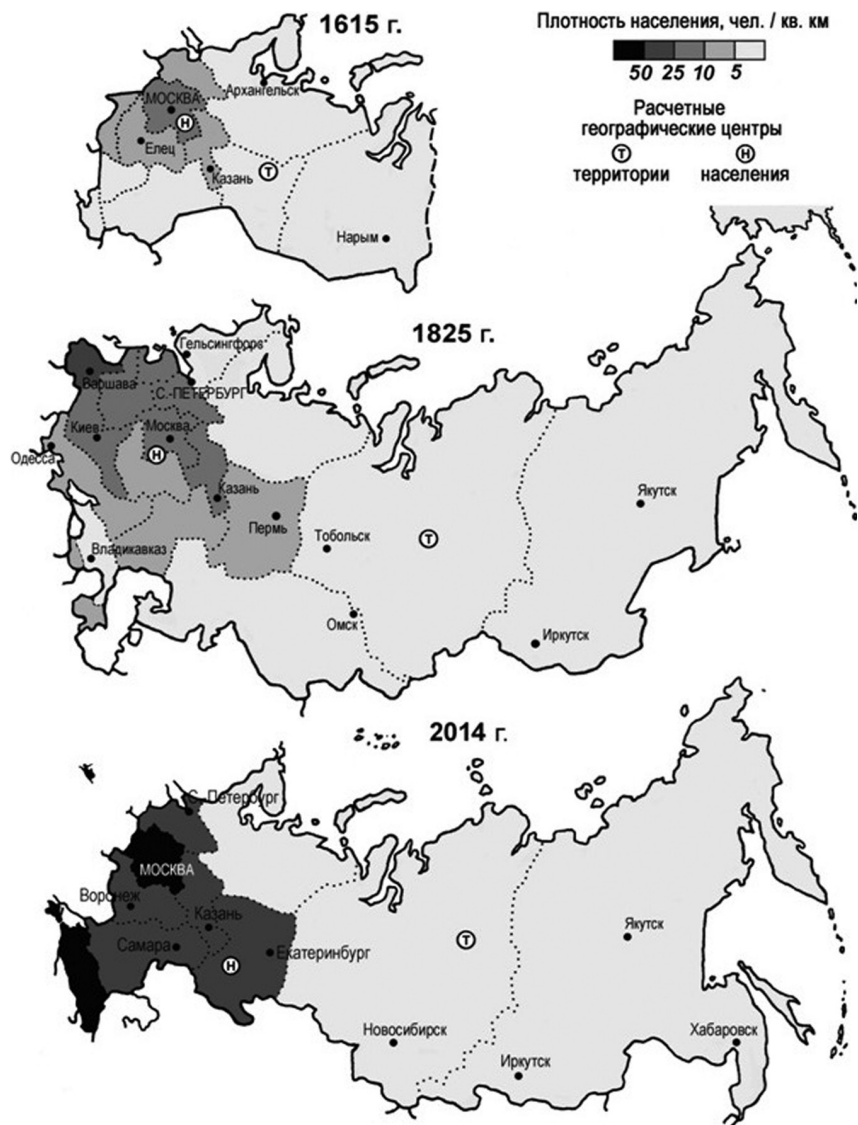 1615 г.
Плотность населения, чел. / кв. км
50 25 10 5
Расчетные
географические центры
Т Н
территории населения
Архангельск
МОСКВА
Н
Елец
Казань
Т
Нарым
1825 г.
Гельсингфорс
Варшава
С.-ПЕТЕРБУРГ
Киев
Москва
Одесса
Н
Казань
Пермь
Якутск
Владикавказ
Тобольск
Т
Омск
Иркутск
2014 г.
С.-Петербург
МОСКВА
Воронеж
Казань
Самара
Екатеринбург
Н
Т
Якутск
Новосибирск
Хабаровск
Иркутск